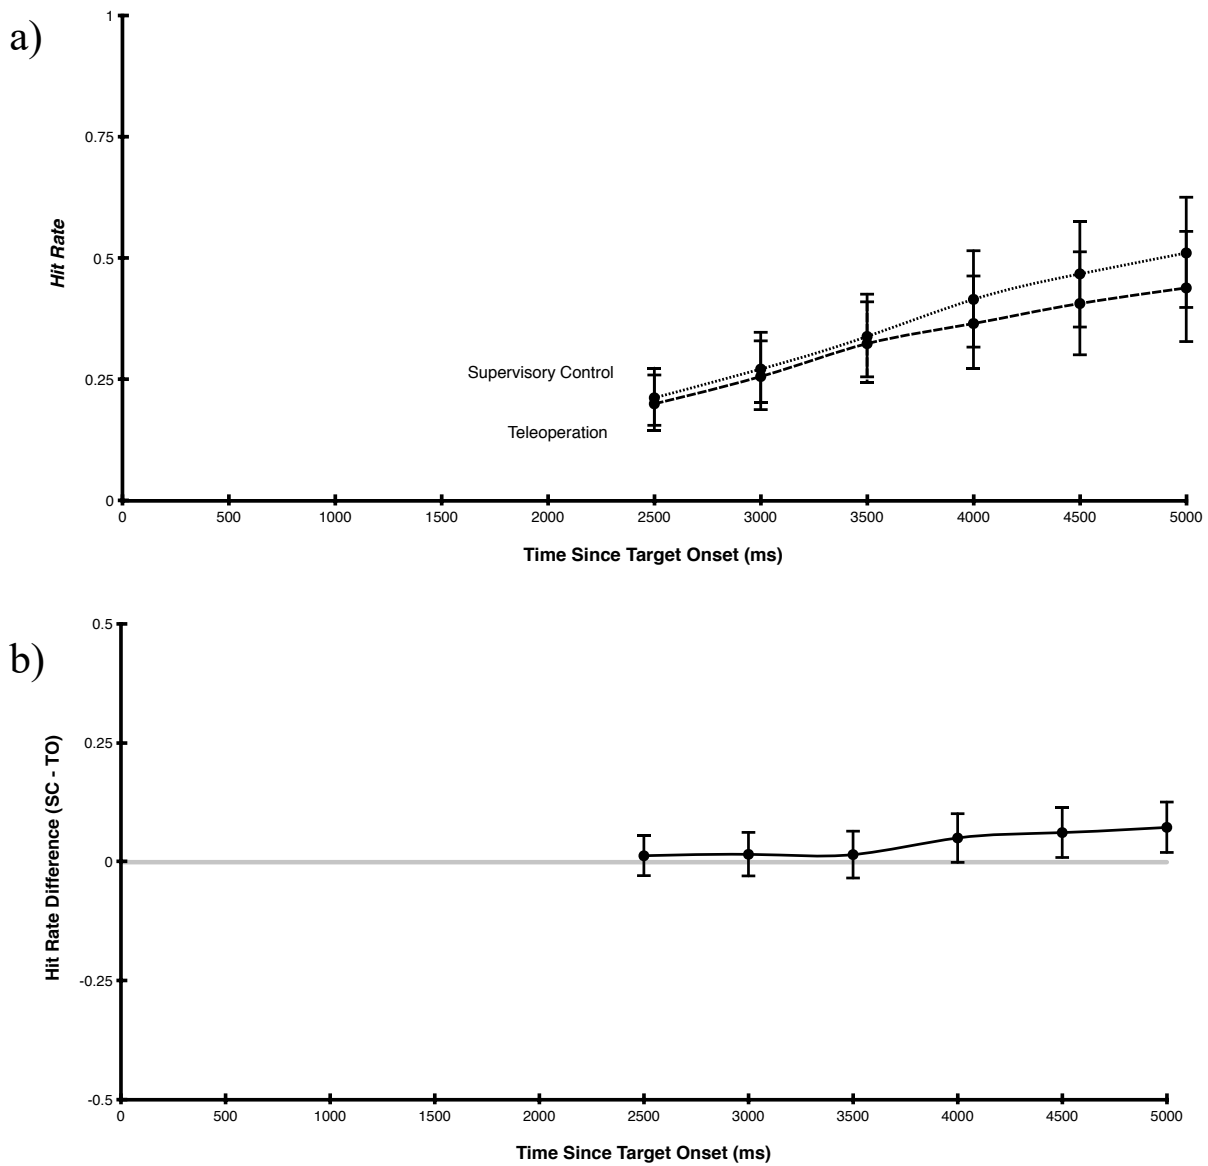 a)
1
0.75
0.5
0.25
0
Hit Rate
Supervisory Control
Teleoperation
0 500 1000 1500 2000 2500 3000 3500 4000 4500 5000
Time Since Target Onset (ms)
b)
0.5
0.25
0
-0.25
-0.5
Hit Rate Difference (SC - TO)
0 500 1000 1500 2000 2500 3000 3500 4000 4500 5000
Time Since Target Onset (ms)